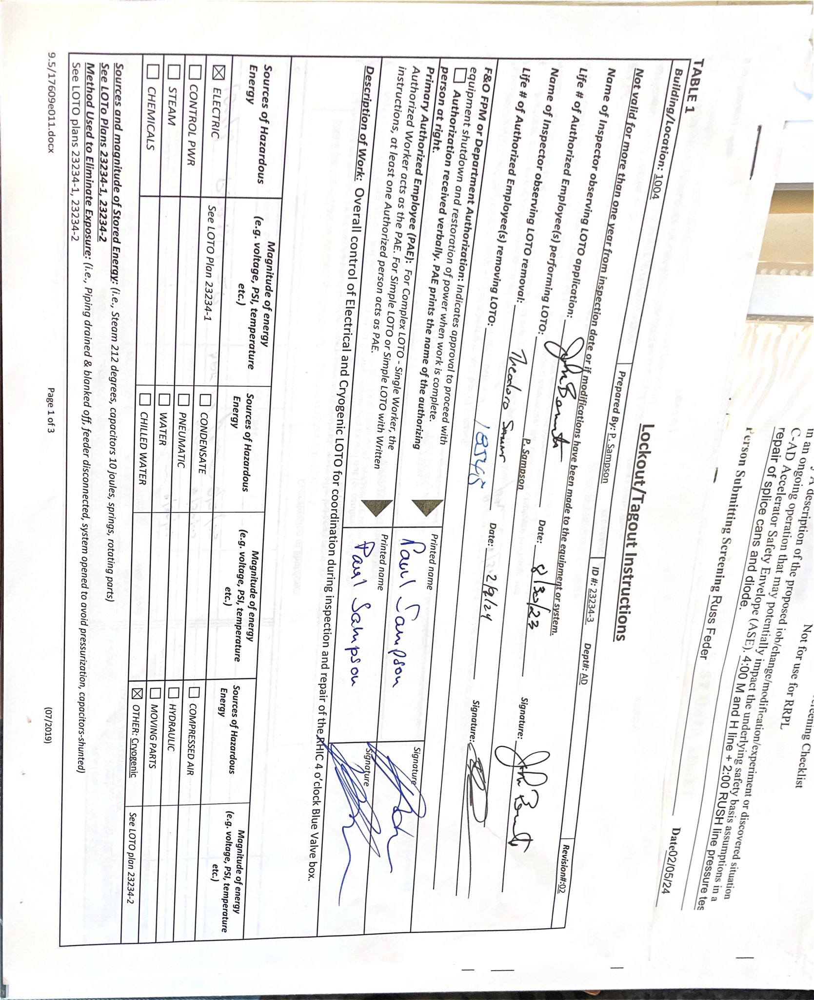 Not for use for RRPL
in an ongoing operation of the proposed job/change/modification/experiment or discovered situation
C-AD Accelerator Safety Envelope (ASE). 4:00 M and H line + 2:00 RUSH line pressure tes
repair of splice cans and diode.
Person Submitting Screening Russ Feder
Date02/05/24
TABLE 1
Lockout/Tagout Instructions
Building/Location: 1004
Prepared By: P. Sampson
ID #: 23234-3
Dept#: AD
Revision#:02
Not valid for more than one year from inspection date or if modifications have been made to the equipment or system.
Name of Inspector observing LOTO application:
Date: 8/30/23
Signature:
Life # of Authorized Employee(s) performing LOTO: P. Sampson
Name of Inspector observing LOTO removal: Theodoro
Date: 2/9/24
Signature:
Life # of Authorized Employee(s) removing LOTO:
F&O FPM or Department Authorization: Indicates approval to proceed with
equipment shutdown and restoration of power when work is complete.
Authorization received verbally. PAE prints the name of the authorizing
person at right.
Printed name
Paul Sampson
Signature
Primary Authorized Employee (PAE): For Complex LOTO - Single Worker, the
Authorized Worker acts as the PAE. For Simple LOTO or Simple LOTO with Written
instructions, at least one Authorized person acts as PAE.
Printed name
Paul Sampson
Signature
Description of Work: Overall control of Electrical and Cryogenic LOTO for coordination during inspection and repair of the RHIC 4 o'clock Blue Valve box.
Sources of Hazardous Energy
Magnitude of energy (e.g. voltage, PSI, temperature etc.)
Sources of Hazardous Energy
Magnitude of energy (e.g. voltage, PSI, temperature etc.)
Sources of Hazardous Energy
Magnitude of energy (e.g. voltage, PSI, temperature etc.)
☒ ELECTRIC
See LOTO Plan 23234-1
☐ CONDENSATE
☐ COMPRESSED AIR
☐ CONTROL PWR
☐ PNEUMATIC
☐ HYDRAULIC
☐ STEAM
☐ WATER
☐ MOVING PARTS
☐ CHEMICALS
☐ CHILLED WATER
☒ OTHER: Cryogenic
See LOTO plan 23234-2
Sources and magnitude of Stored Energy: (i.e., Steam 212 degrees, capacitors 10 joules, springs, rotating parts)
See LOTo Plans 23234-1, 23234-2
Method Used to Eliminate Exposure: (i.e., Piping drained & blanked off, feeder disconnected, system opened to avoid pressurization, capacitors-shunted)
See LOTO plans 23234-1, 23234-2
9.5/17609e011.docx
Page 1 of 3
(07/2019)